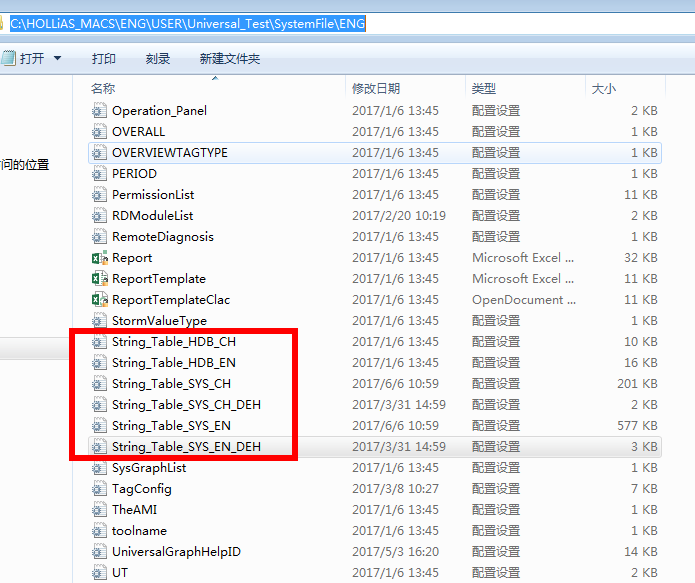 C:\HOLLiAS_MACS\ENG\USER\Universal_Test\SystemFile\ENG
打开 打印 刻录 新建文件夹
名称 修改日期 类型 大小
Operation_Panel 2017/1/6 13:45 配置设置 2 KB
OVERALL 2017/1/6 13:45 配置设置 1 KB
OVERVIEWTAGTYPE 2017/1/6 13:45 配置设置 1 KB
问的位置
PERIOD 2017/1/6 13:45 配置设置 1 KB
PermissionList 2017/1/6 13:45 配置设置 11 KB
RDModuleList 2017/2/20 10:19 配置设置 2 KB
RemoteDiagnosis 2017/1/6 13:45 配置设置 1 KB
Report 2017/1/6 13:45 Microsoft Excel ... 32 KB
ReportTemplate 2017/1/6 13:45 Microsoft Excel ... 11 KB
ReportTemplateClac 2017/1/6 13:45 OpenDocument ... 11 KB
StormValueType 2017/1/6 13:45 配置设置 1 KB
String_Table_HDB_CH 2017/1/6 13:45 配置设置 10 KB
String_Table_HDB_EN 2017/1/6 13:45 配置设置 16 KB
String_Table_SYS_CH 2017/6/6 10:59 配置设置 201 KB
String_Table_SYS_CH_DEH 2017/3/31 14:59 配置设置 2 KB
String_Table_SYS_EN 2017/6/6 10:59 配置设置 577 KB
String_Table_SYS_EN_DEH 2017/3/31 14:59 配置设置 3 KB
SysGraphList 2017/1/6 13:45 配置设置 1 KB
TagConfig 2017/3/8 10:27 配置设置 7 KB
TheAMI 2017/1/6 13:45 配置设置 1 KB
toolname 2017/1/6 13:45 配置设置 1 KB
UniversalGraphHelpID 2017/5/3 16:20 配置设置 14 KB
UT 2017/1/6 13:45 配置设置 2 KB